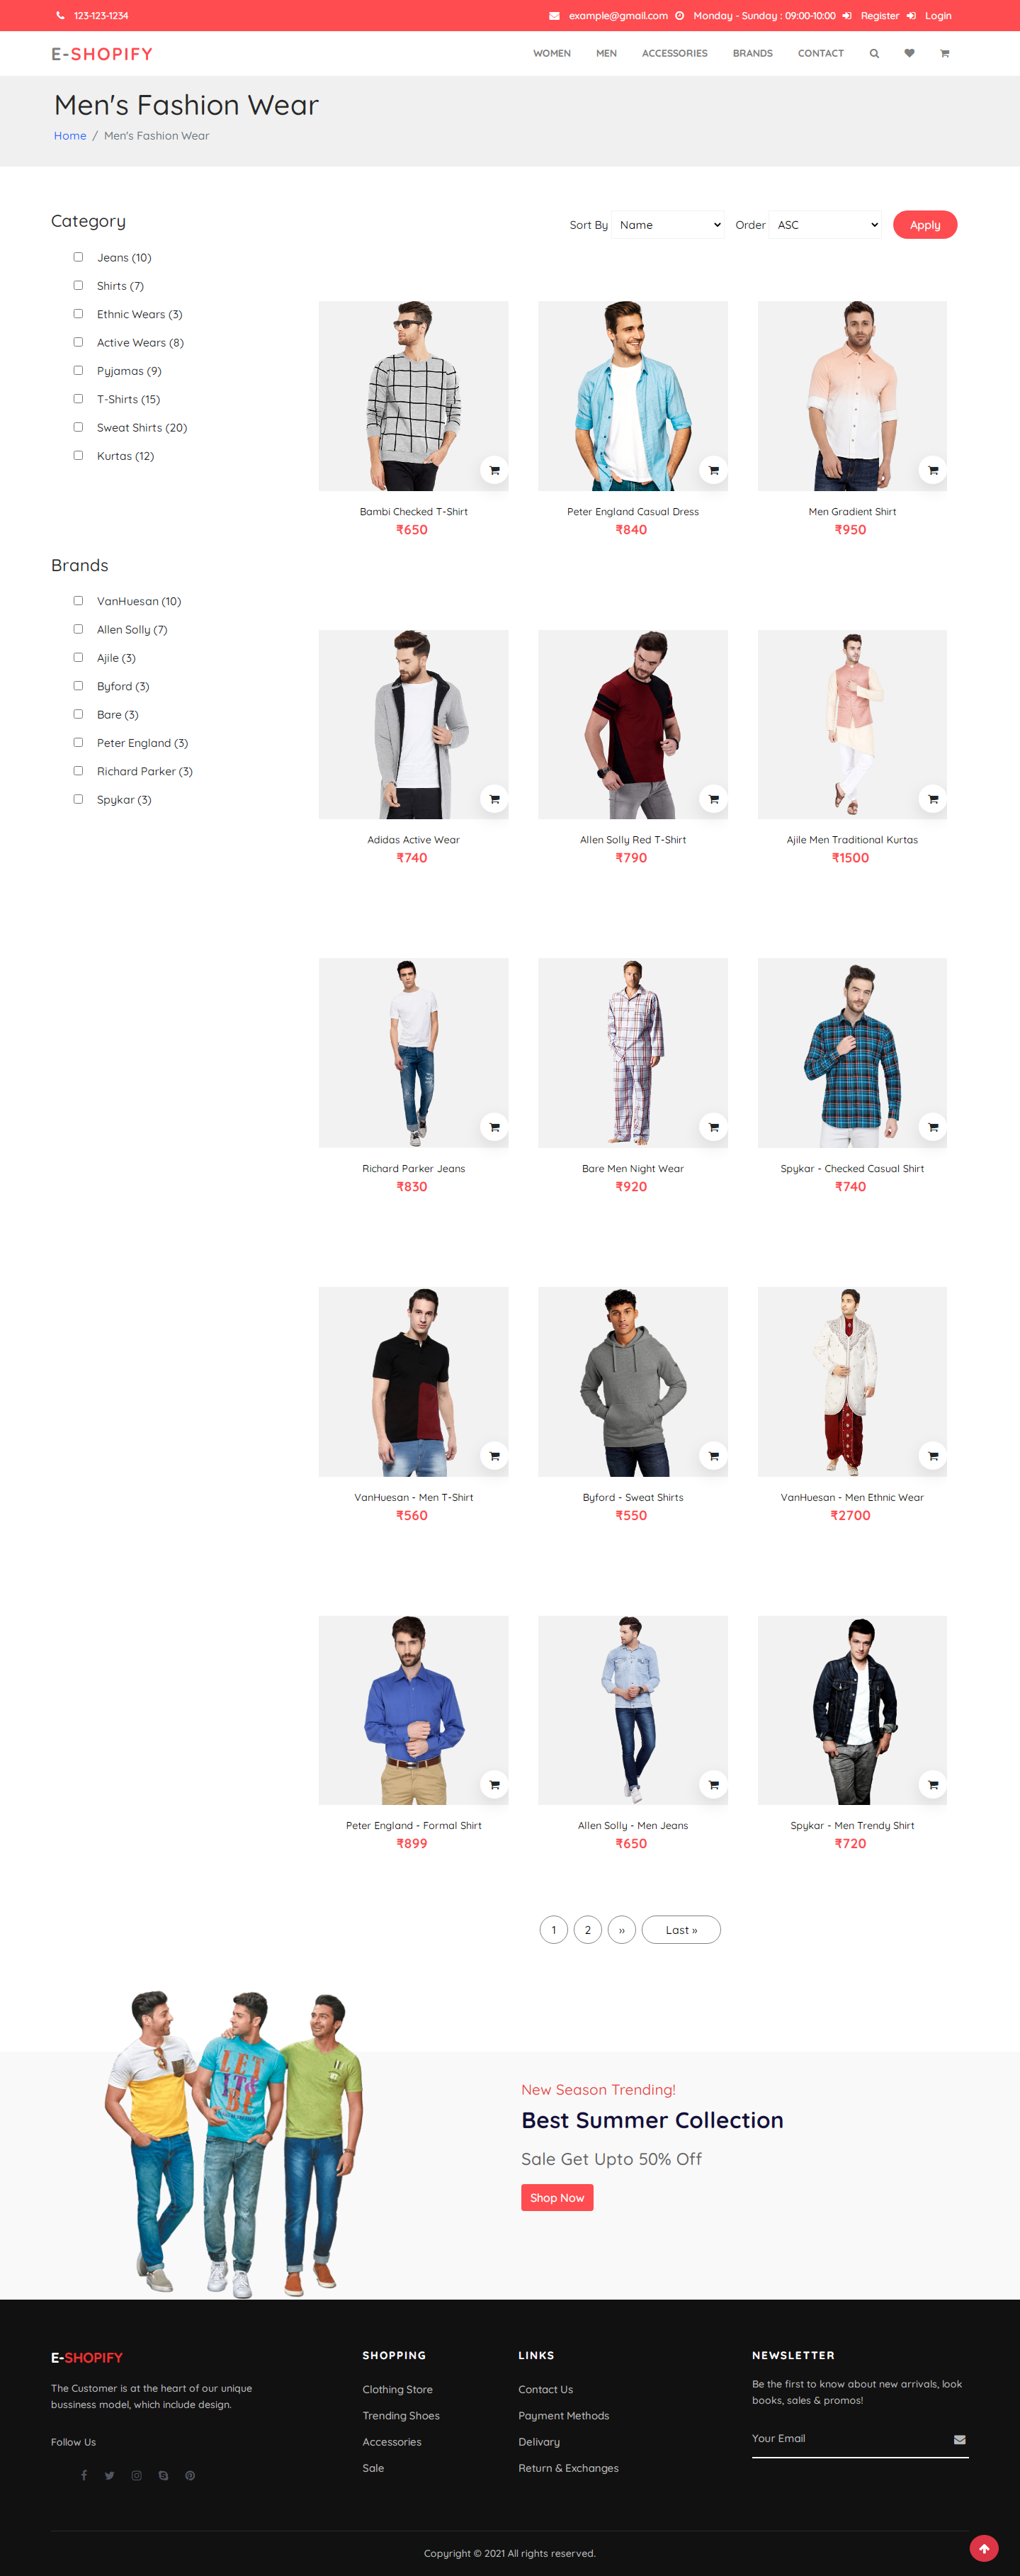 123-123-1234
example@gmail.com Monday - Sunday : 09:00-10:00 Register Login
E-SHOPIFY
WOMEN MEN ACCESSORIES BRANDS CONTACT
Men's Fashion Wear
Home / Men's Fashion Wear
Category
Jeans (10)
Shirts (7)
Ethnic Wears (3)
Active Wears (8)
Pyjamas (9)
T-Shirts (15)
Sweat Shirts (20)
Kurtas (12)
Brands
VanHuesan (10)
Allen Solly (7)
Ajile (3)
Byford (3)
Bare (3)
Peter England (3)
Richard Parker (3)
Spykar (3)
Sort By Name Order ASC Apply
Bambi Checked T-Shirt
₹650
Peter England Casual Dress
₹840
Men Gradient Shirt
₹950
Adidas Active Wear
₹740
Allen Solly Red T-Shirt
₹790
Ajile Men Traditional Kurtas
₹1500
Richard Parker Jeans
₹830
Bare Men Night Wear
₹920
Spykar - Checked Casual Shirt
₹740
VanHuesan - Men T-Shirt
₹560
Byford - Sweat Shirts
₹550
VanHuesan - Men Ethnic Wear
₹2700
Peter England - Formal Shirt
₹899
Allen Solly - Men Jeans
₹650
Spykar - Men Trendy Shirt
₹720
1 2 ›› Last »
LET
IT&
BE
New Season Trending!
Best Summer Collection
Sale Get Upto 50% Off
Shop Now
E-SHOPIFY
The Customer is at the heart of our unique
bussiness model, which include design.
Follow Us
SHOPPING
Clothing Store
Trending Shoes
Accessories
Sale
LINKS
Contact Us
Payment Methods
Delivary
Return & Exchanges
NEWSLETTER
Be the first to know about new arrivals, look
books, sales & promos!
Your Email
Copyright © 2021 All rights reserved.